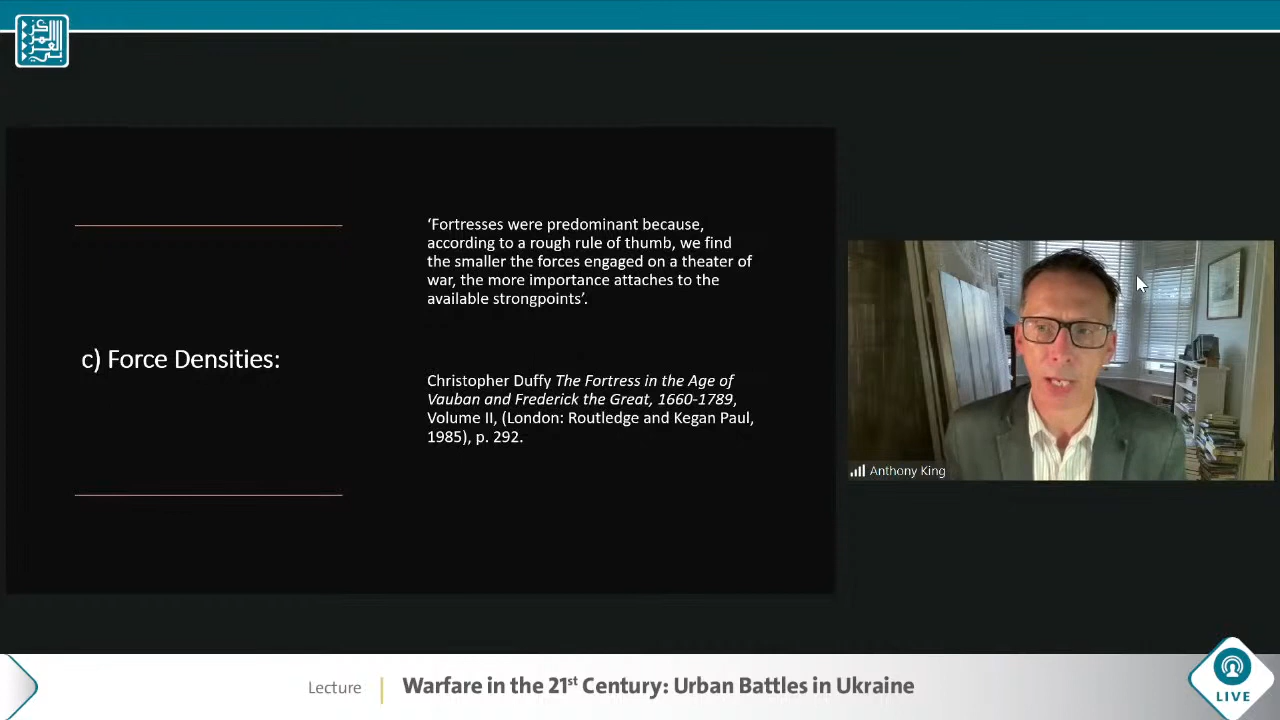 المركز
العربي
c) Force Densities:
‘Fortresses were predominant because,
according to a rough rule of thumb, we find
the smaller the forces engaged on a theater of
war, the more importance attaches to the
available strongpoints’.
Christopher Duffy The Fortress in the Age of
Vauban and Frederick the Great, 1660-1789,
Volume II, (London: Routledge and Kegan Paul,
1985), p. 292.
Anthony King
Lecture
Warfare in the 21st Century: Urban Battles in Ukraine
LIVE